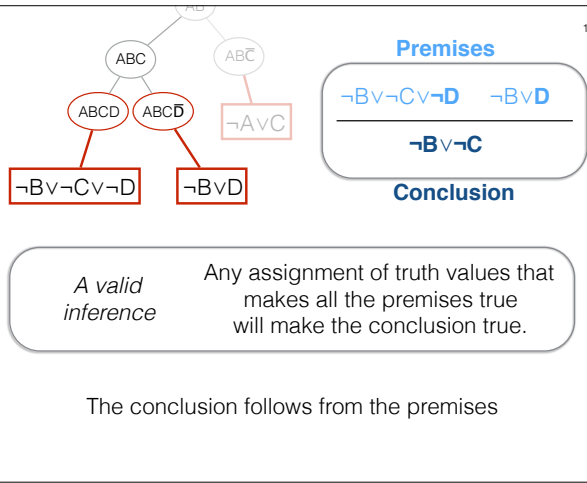 AB
1
Premises
ABC
ABC̅
¬B∨¬C∨¬D ¬B∨D
ABCD
ABCD̅
¬A∨C
¬B∨¬C
¬B∨¬C∨¬D
¬B∨D
Conclusion
A valid
inference
Any assignment of truth values that
makes all the premises true
will make the conclusion true.
The conclusion follows from the premises